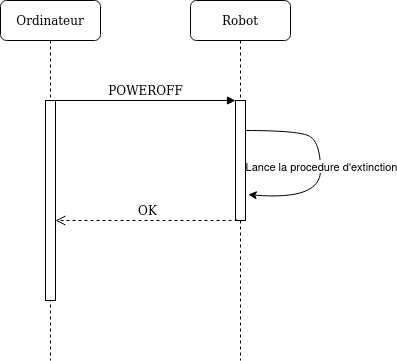 Ordinateur
Robot
POWEROFF
Lance la procedure d'extinction
OK